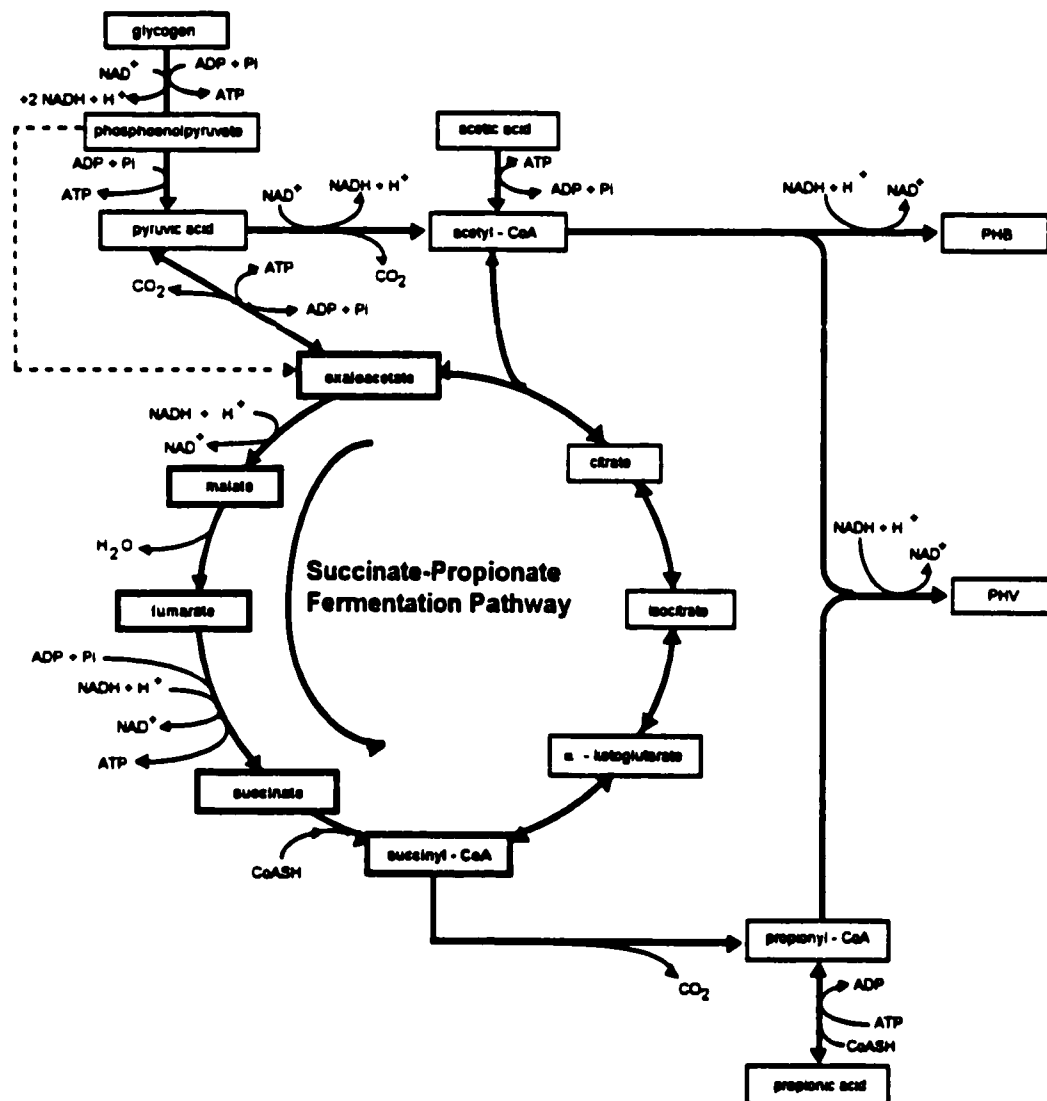 glycogen
NAD+
ADP + Pi
+2 NADH + H+
ATP
phosphoenolpyruvate
acetic acid
ADP + Pi
ATP
ATP
ADP + Pi
NAD+
NADH + H+
NADH + H+
NAD+
pyruvic acid
acetyl - CoA
PHB
CO2
CO2
ATP
ADP + Pi
oxaloacetate
NADH + H+
NAD+
citrate
malate
H2O
NADH + H+
NAD+
Succinate-Propionate
Fermentation Pathway
fumarate
isocitrate
PHV
ADP + Pi
NADH + H+
NAD+
ATP
α - ketoglutarate
succinate
succinyl - CoA
CoASH
propionyl - CoA
CO2
ADP
ATP
CoASH
propionic acid